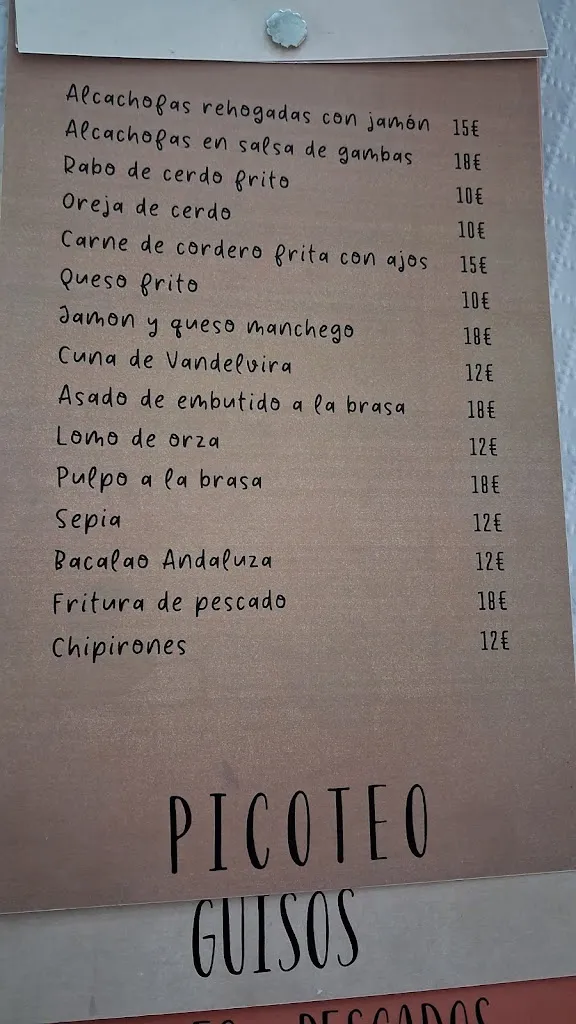 Alcachofas rehogadas con jamón 15€
Alcachofas en salsa de gambas 18€
Rabo de cerdo frito 10€
Oreja de cerdo 10€
Carne de cordero frita con ajos 15€
Queso frito 10€
Jamon y queso manchego 18€
Cuna de Vandelvira 12€
Asado de embutido a la brasa 18€
Lomo de orza 12€
Pulpo a la brasa 18€
Sepia 12€
Bacalao Andaluza 12€
Fritura de pescado 18€
Chipirones 12€
PICOTEO
GUISOS
PESCADOS